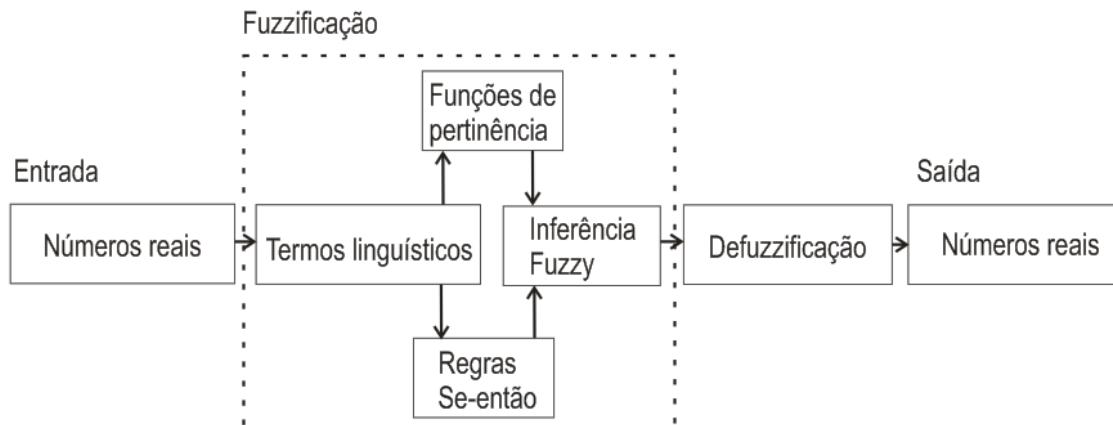 Fuzzificação
Funções de
pertinência
Entrada
Saída
Números reais
Termos linguísticos
Inferência
Fuzzy
Defuzzificação
Números reais
Regras
Se-então